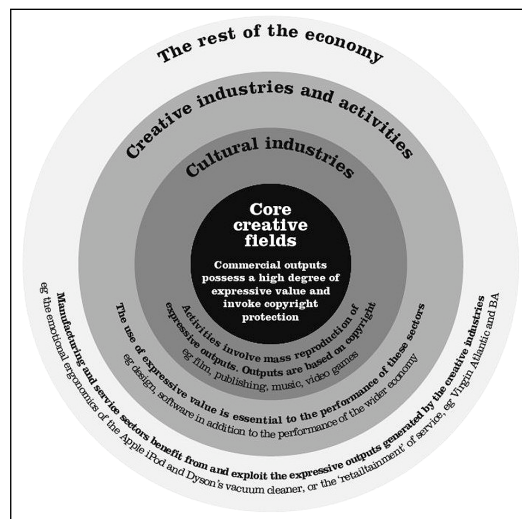 The rest of the economy
Creative industries and activities
Cultural industries
Core
creative
fields
Commercial outputs
possess a high degree of
expressive value and
invoke copyright
protection
Activities involve mass reproduction of
expressive outputs. Outputs are based on copyright
eg film, publishing, music, video games
The use of expressive value is essential to the performance of these sectors
eg design, software in addition to the performance of the wider economy
Manufacturing and service sectors benefit from and exploit the expressive outputs generated by the creative industries
eg the emotional ergonomics of the Apple iPod and Dyson's vacuum cleaner, or the 'retailtainment' of service, eg Virgin Atlantic and BA